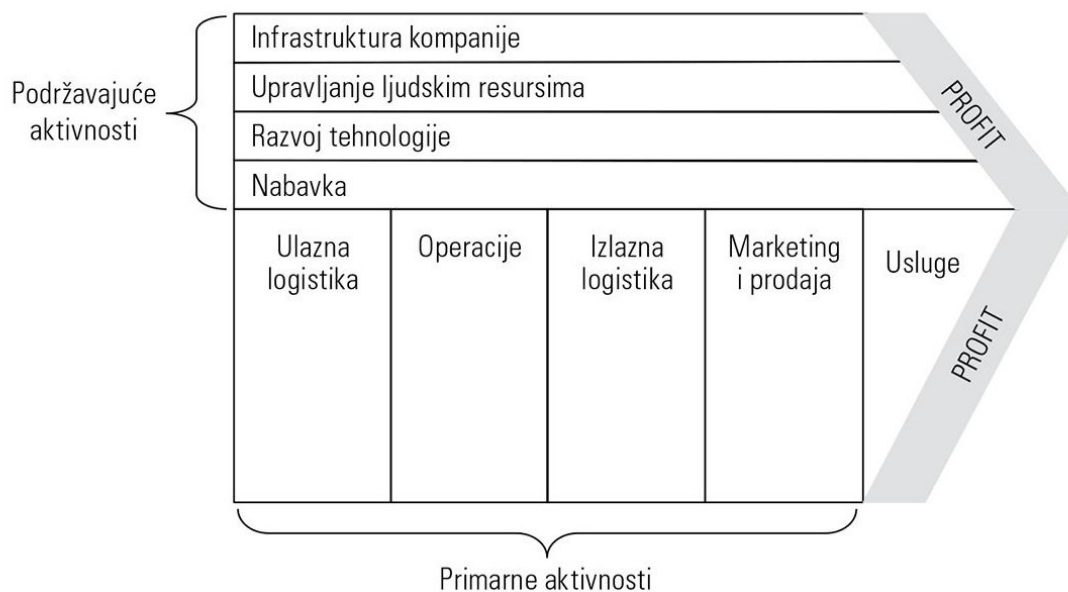 Podržavajuće
aktivnosti
Infrastruktura kompanije
Upravljanje ljudskim resursima
Razvoj tehnologije
Nabavka
PROFIT
Ulazna
logistika
Operacije
Izlazna
logistika
Marketing
i prodaja
Usluge
PROFIT
Primarne aktivnosti